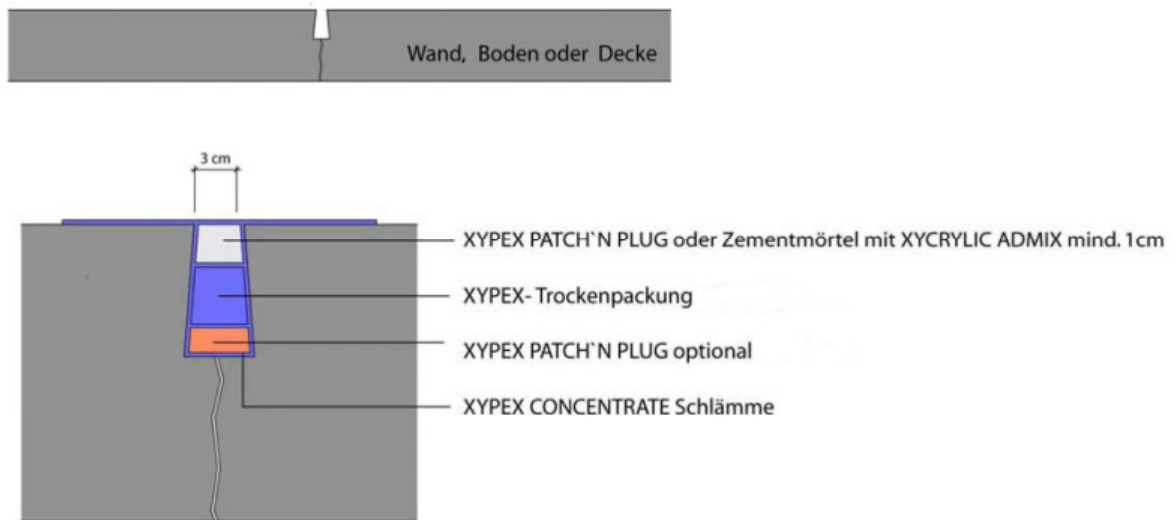 Wand, Boden oder Decke
3 cm
XYPEX PATCH`N PLUG oder Zementmörtel mit XYCRYLIC ADMIX mind. 1cm
XYPEX- Trockenpackung
XYPEX PATCH`N PLUG optional
XYPEX CONCENTRATE Schlämme